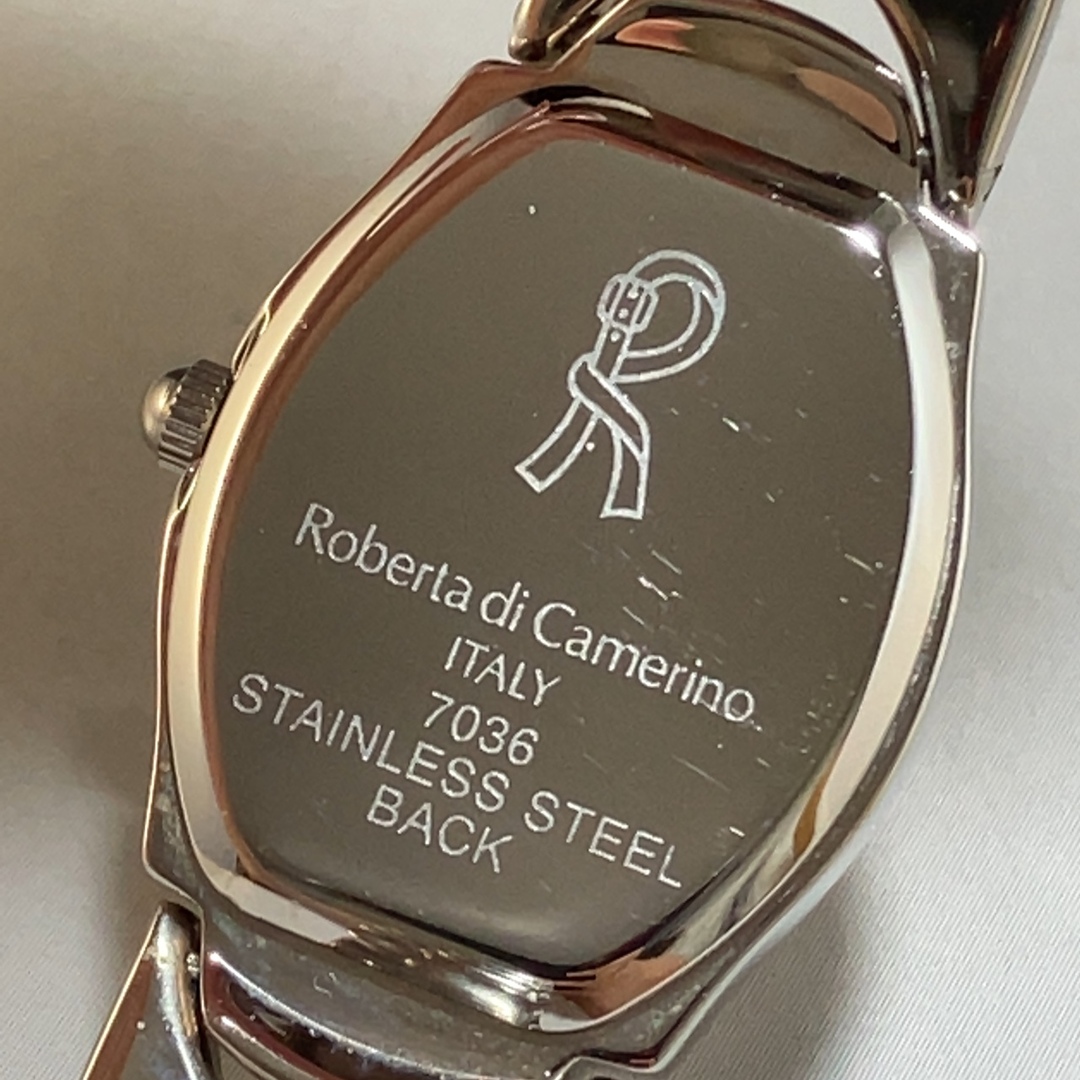 Roberta di Camerino
ITALY
7036
STAINLESS STEEL
BACK